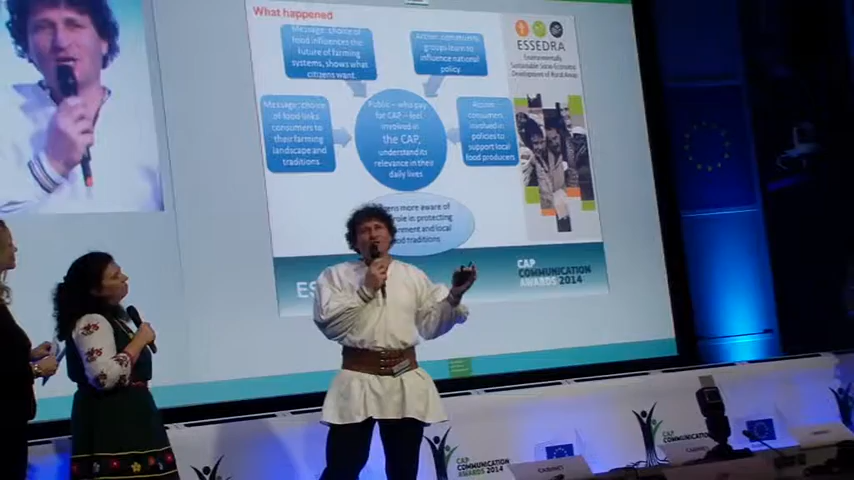 What happened
Message: choice of
food influences the
future of farming
systems, shows what
citizens want
Action: community
groups learn to
influence national
policy
ESSEDRA
Environmentally
Sustainable Socio-Economic
Development of Rural Areas
Message: choice of
food links
consumers to
their farming
landscape and
traditions
Public – who pay
for CAP – feel
involved in
the CAP,
understand its
relevance in their
daily lives
Action:
consumers
involved in
policies to
support local
food producers
more aware of
role in protecting
and local
food traditions
CAP
COMMUNICATION
AWARDS 2014
CAP
COMMUNICATION
AWARDS 2014